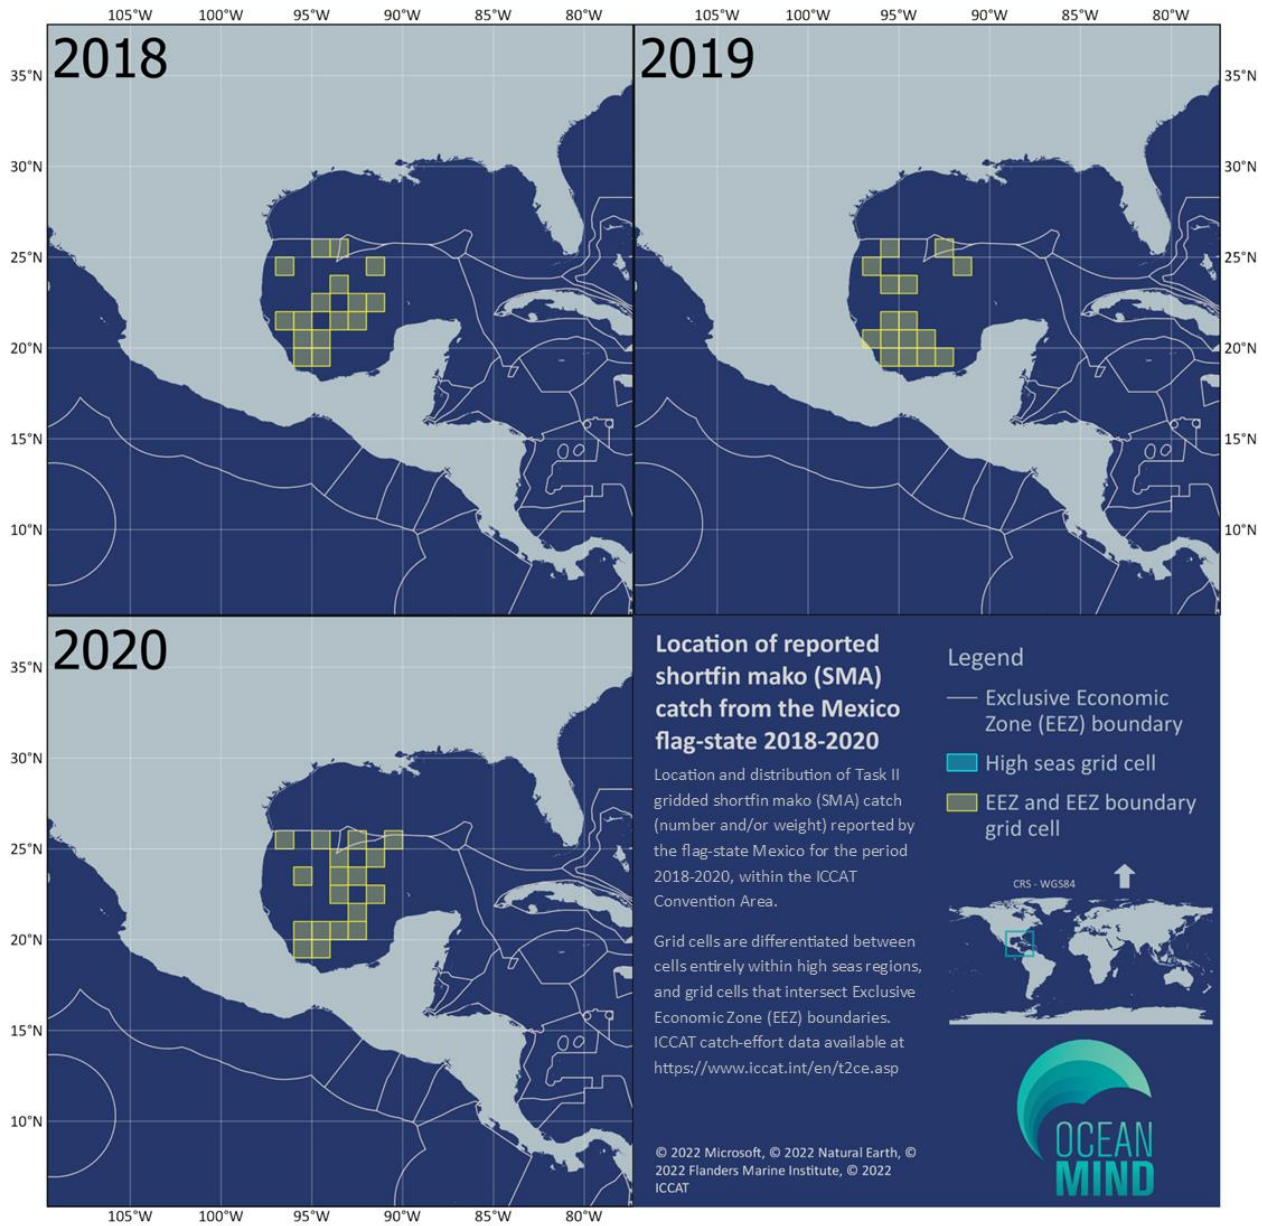 105°W 100°W 95°W 90°W 85°W 80°W 105°W 100°W 95°W 90°W 85°W 80°W
2018
2019
35°N
35°N
30°N
30°N
25°N
25°N
20°N
20°N
15°N
15°N
10°N
10°N
2020
35°N
30°N
25°N
20°N
15°N
10°N
105°W 100°W 95°W 90°W 85°W 80°W
Location of reported
shortfin mako (SMA)
catch from the Mexico
flag-state 2018-2020
Location and distribution of Task II
gridded shortfin mako (SMA) catch
(number and/or weight) reported by
the flag-state Mexico for the period
2018-2020, within the ICCAT
Convention Area.
Grid cells are differentiated between
cells entirely within high seas regions,
and grid cells that intersect Exclusive
Economic Zone (EEZ) boundaries.
ICCAT catch-effort data available at
https://www.iccat.int/en/t2ce.asp
© 2022 Microsoft, © 2022 Natural Earth, ©
2022 Flanders Marine Institute, © 2022
ICCAT
Legend
Exclusive Economic
Zone (EEZ) boundary
High seas grid cell
EEZ and EEZ boundary
grid cell
CRS - WGS84
OCEAN
MIND